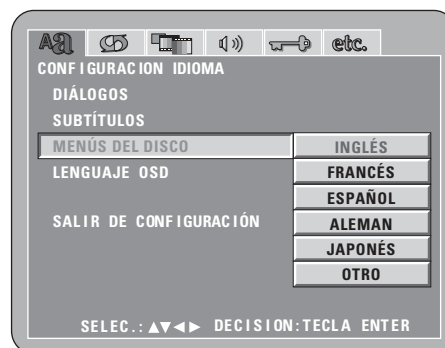 Aa etc.
CONFIGURACION IDIOMA
DIÁLOGOS
SUBTÍTULOS
MENÚS DEL DISCO INGLÉS
LENGUAJE OSD FRANCÉS
ESPAÑOL
SALIR DE CONFIGURACIÓN ALEMAN
JAPONÉS
OTRO
SELEC.:▲▼◀▶ DECISION:TECLA ENTER